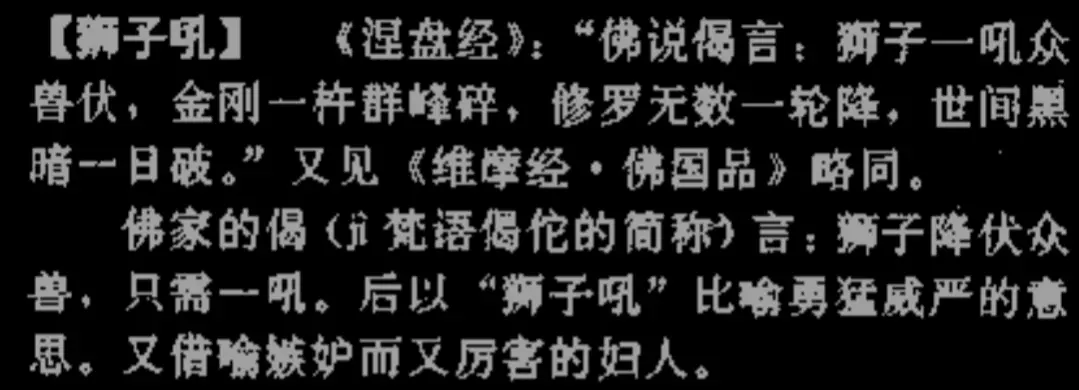 【狮子吼】 《涅盘经》：“佛说偈言：狮子一吼众
兽伏，金刚一杵群峰碎，修罗无数一轮降，世间黑
暗一日破。”又见《维摩经·佛国品》略同。
佛家的偈（jì 梵语偈佗的简称）言：狮子降伏众
兽，只需一吼。后以“狮子吼”比喻勇猛威严的意
思。又借喻嫉妒而又厉害的妇人。